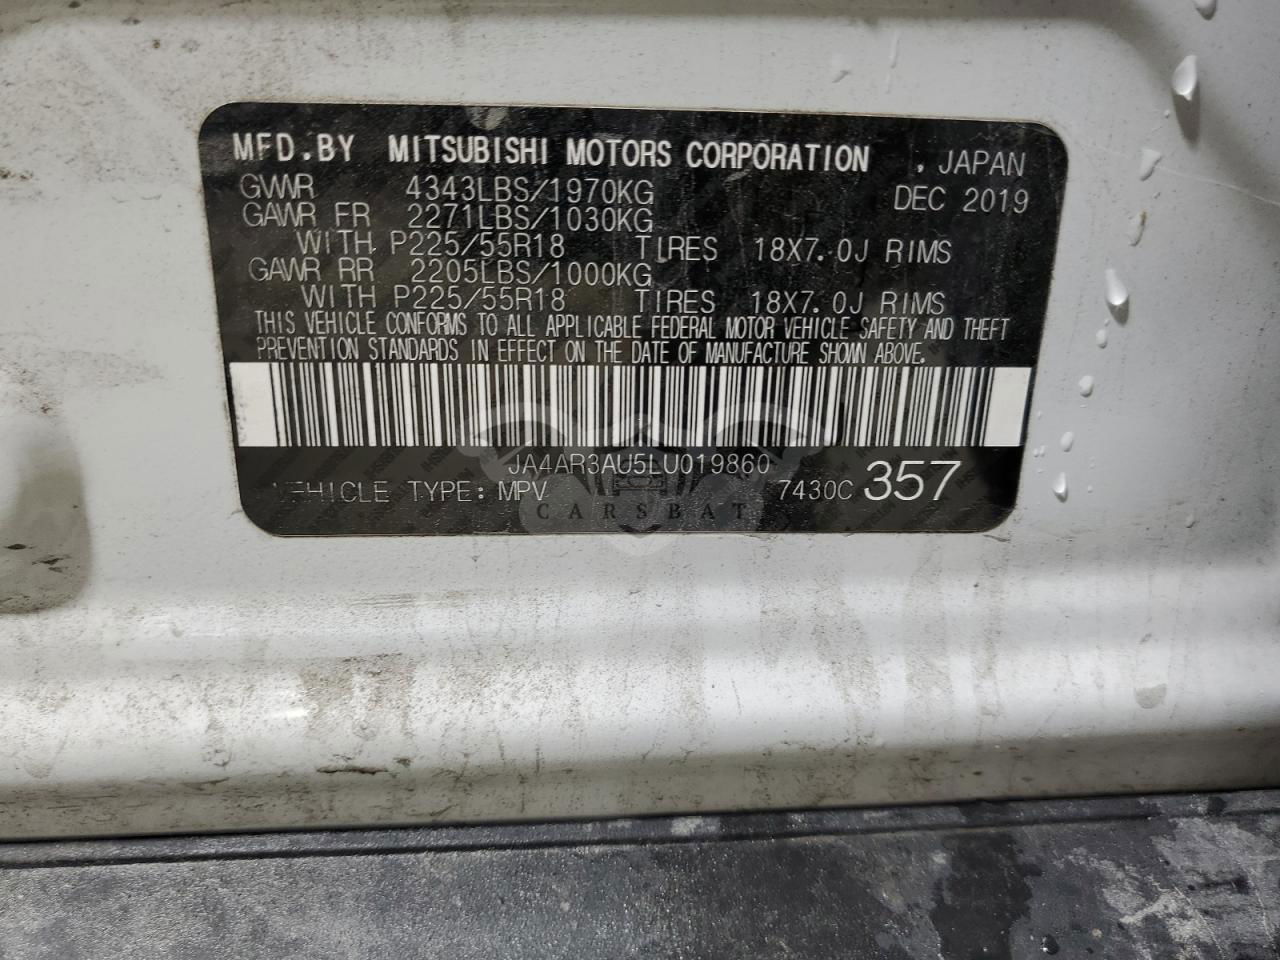 MFD.BY MITSUBISHI MOTORS CORPORATION , JAPAN
GVWR 4343LBS/1970KG DEC 2019
GAWR FR 2271LBS/1030KG
WITH P225/55R18 TIRES 18X7.0J RIMS
GAWR RR 2205LBS/1000KG
WITH P225/55R18 TIRES 18X7.0J RIMS
THIS VEHICLE CONFORMS TO ALL APPLICABLE FEDERAL MOTOR VEHICLE SAFETY AND THEFT
PREVENTION STANDARDS IN EFFECT ON THE DATE OF MANUFACTURE SHOWN ABOVE.
JA4AR3AU5LU019860
VEHICLE TYPE: MPV 7430C 357
CARSBAT